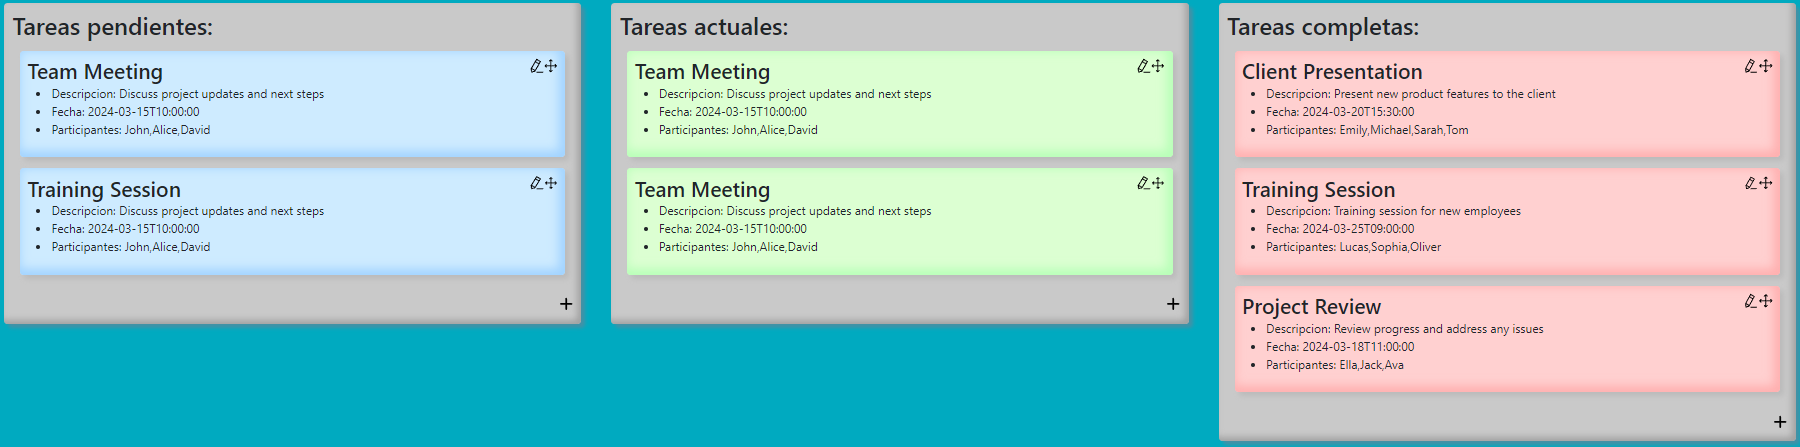 Tareas pendientes:
Team Meeting
• Descripcion: Discuss project updates and next steps
• Fecha: 2024-03-15T10:00:00
• Participantes: John,Alice,David
Training Session
• Descripcion: Discuss project updates and next steps
• Fecha: 2024-03-15T10:00:00
• Participantes: John,Alice,David
+
Tareas actuales:
Team Meeting
• Descripcion: Discuss project updates and next steps
• Fecha: 2024-03-15T10:00:00
• Participantes: John,Alice,David
Team Meeting
• Descripcion: Discuss project updates and next steps
• Fecha: 2024-03-15T10:00:00
• Participantes: John,Alice,David
+
Tareas completas:
Client Presentation
• Descripcion: Present new product features to the client
• Fecha: 2024-03-20T15:30:00
• Participantes: Emily,Michael,Sarah,Tom
Training Session
• Descripcion: Training session for new employees
• Fecha: 2024-03-25T09:00:00
• Participantes: Lucas,Sophia,Oliver
Project Review
• Descripcion: Review progress and address any issues
• Fecha: 2024-03-18T11:00:00
• Participantes: Ella,Jack,Ava
+